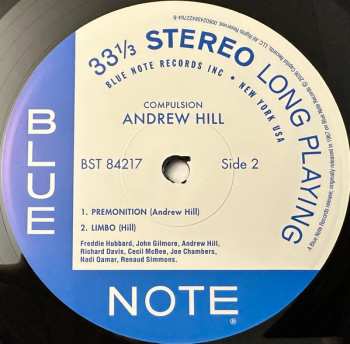 33 1/3 STEREO LONG PLAYING
BLUE NOTE RECORDS INC • NEW YORK USA
COMPULSION
ANDREW HILL
BST 84217
Side 2
1. PREMONITION (Andrew Hill)
2. LIMBO (Hill)
Freddie Hubbard, John Gilmore, Andrew Hill,
Richard Davis, Cecil McBee, Joe Chambers,
Nadi Qamar, Renaud Simmons.
BLUE
NOTE
®